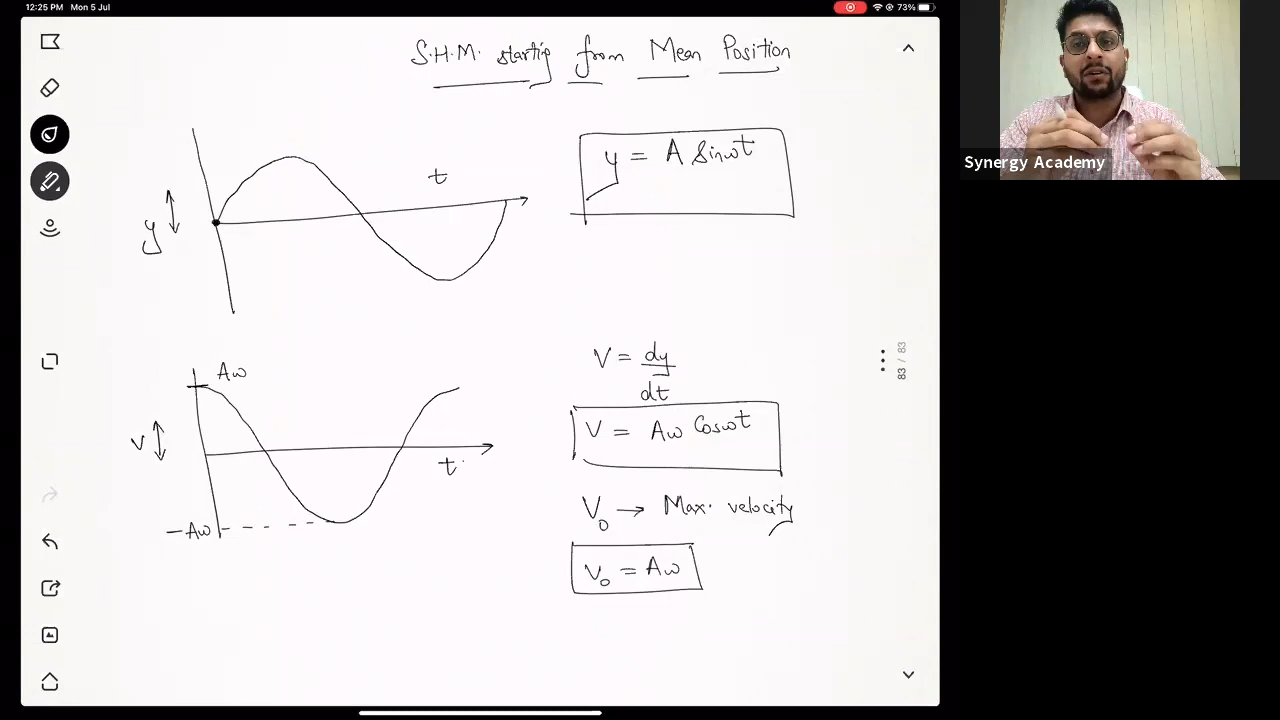 12:25 PM Mon 5 Jul
73%
S.H.M. starting from Mean Position
y = A Sinωt
t
y
V = dy/dt
Aω
V = Aω Cosωt
v
t
V₀ → Max. velocity
-Aω
V₀ = Aω
83 / 83
Synergy Academy